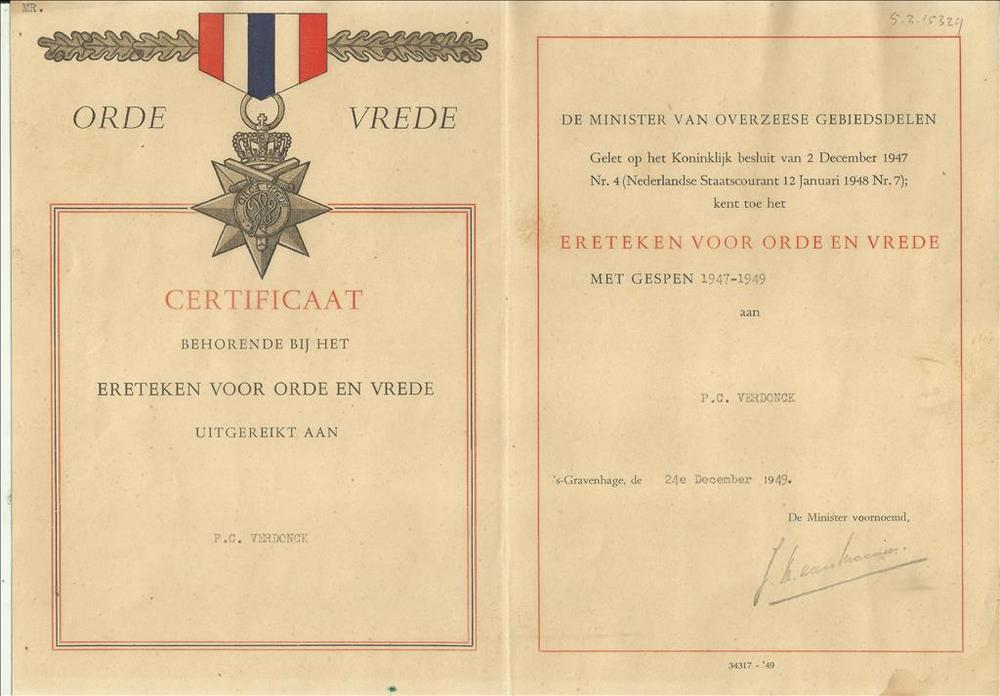 MR.
ORDE VREDE
CERTIFICAAT
BEHORENDE BIJ HET
ERETEKEN VOOR ORDE EN VREDE
UITGEREIKT AAN
P.C. VERDONCK
DE MINISTER VAN OVERZEESE GEBIEDSDELEN
Gelet op het Koninklijk besluit van 2 December 1947
Nr. 4 (Nederlandse Staatscourant 12 Januari 1948 Nr. 7);
kent toe het
ERETEKEN VOOR ORDE EN VREDE
MET GESPEN 1947-1949
aan
P.C. VERDONCK
's-Gravenhage, de 24e December 1949.
De Minister voornoemd,
34317 - '49